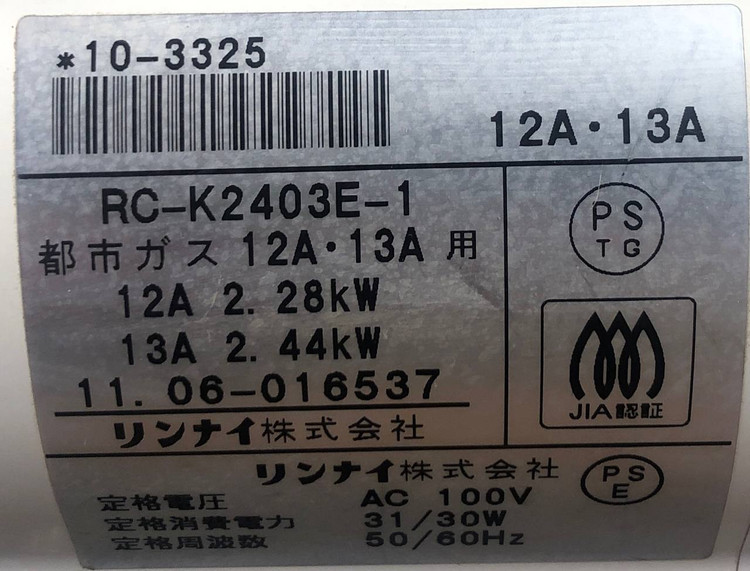 *10-3325
12A・13A
RC-K2403E-1
都市ガス 12A・13A 用
12A 2. 28kW
13A 2. 44kW
11. 06-016537
リンナイ株式会社
PS
TG
JIA認証
リンナイ株式会社
PS
E
定格電圧 AC 100V
定格消費電力 31/30W
定格周波数 50/60Hz